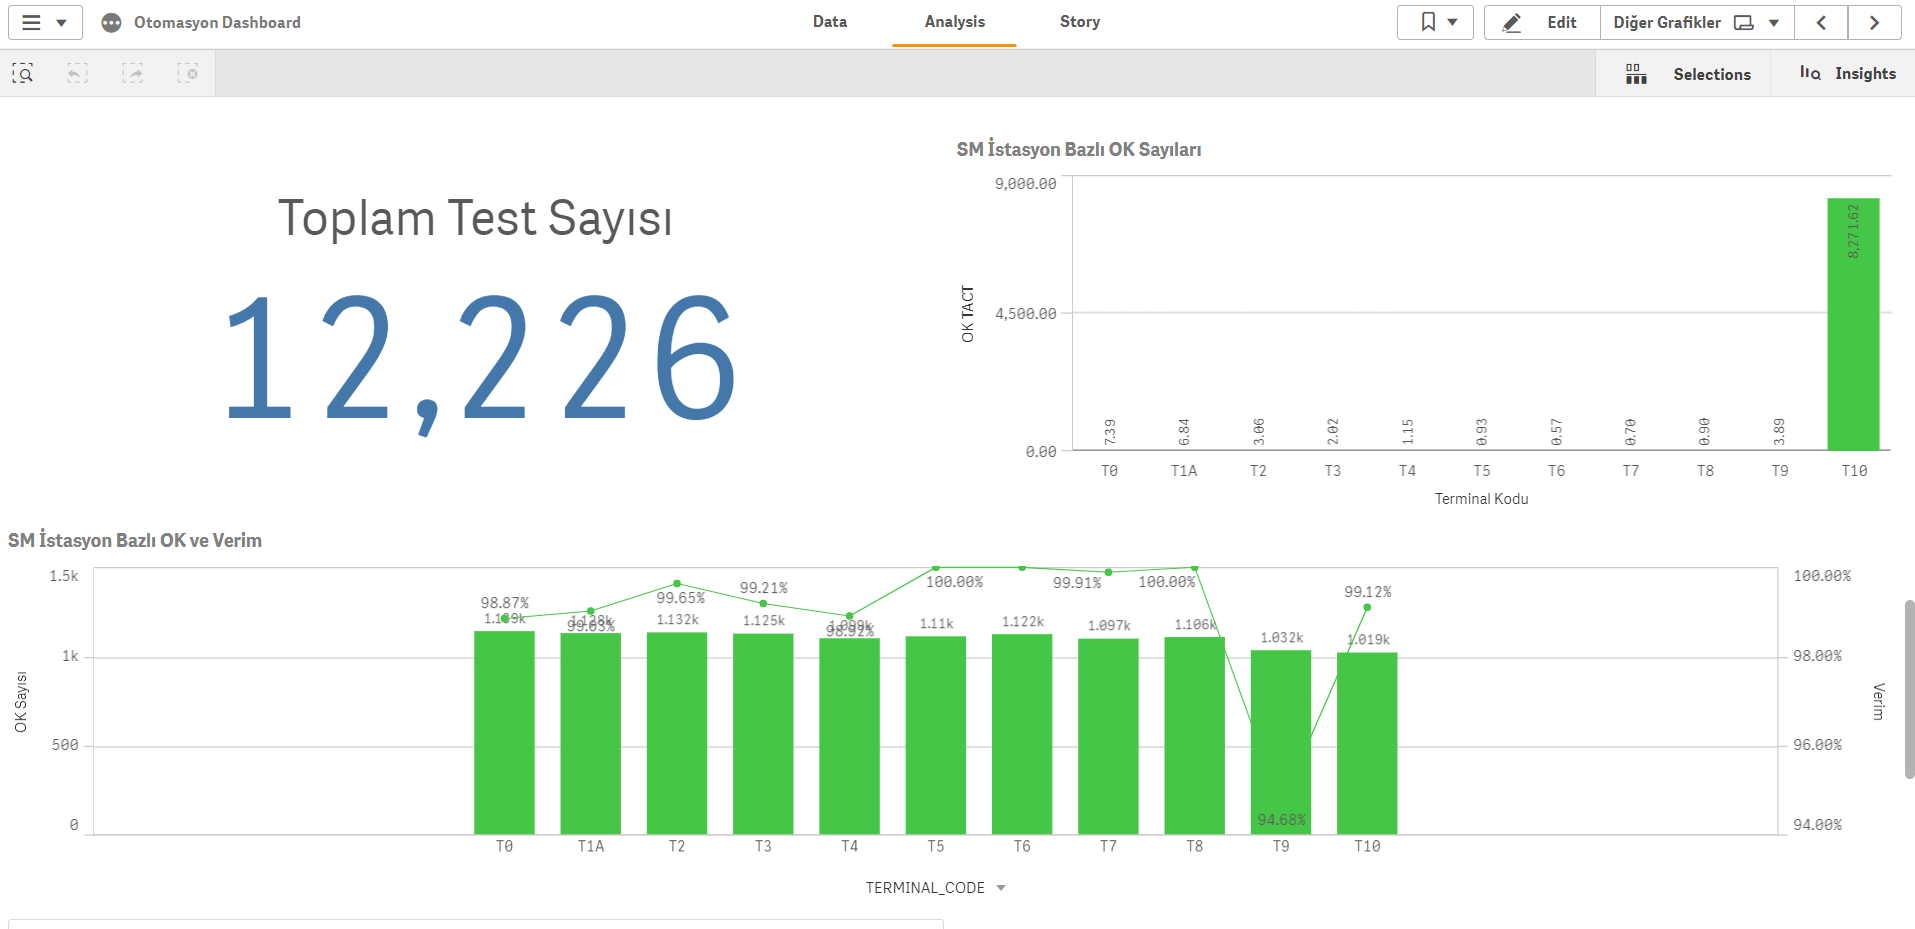 Otomasyon Dashboard
Data
Analysis
Story
Edit
Diğer Grafikler
Selections
Insights
Toplam Test Sayısı
12,226
SM İstasyon Bazlı OK Sayıları
9,000.00
4,500.00
0.00
OK TACT
7.39
6.84
3.06
2.02
1.15
0.93
0.57
0.70
0.90
3.89
8,271.62
T0
T1A
T2
T3
T4
T5
T6
T7
T8
T9
T10
Terminal Kodu
SM İstasyon Bazlı OK ve Verim
1.5k
1k
500
0
OK Sayısı
98.87%
99.03%
99.65%
99.21%
98.92%
100.00%
99.91%
100.00%
94.68%
99.12%
1.128k
1.132k
1.125k
1.099k
1.11k
1.122k
1.097k
1.106k
1.032k
1.019k
100.00%
98.00%
96.00%
94.00%
Verim
T0
T1A
T2
T3
T4
T5
T6
T7
T8
T9
T10
TERMINAL_CODE